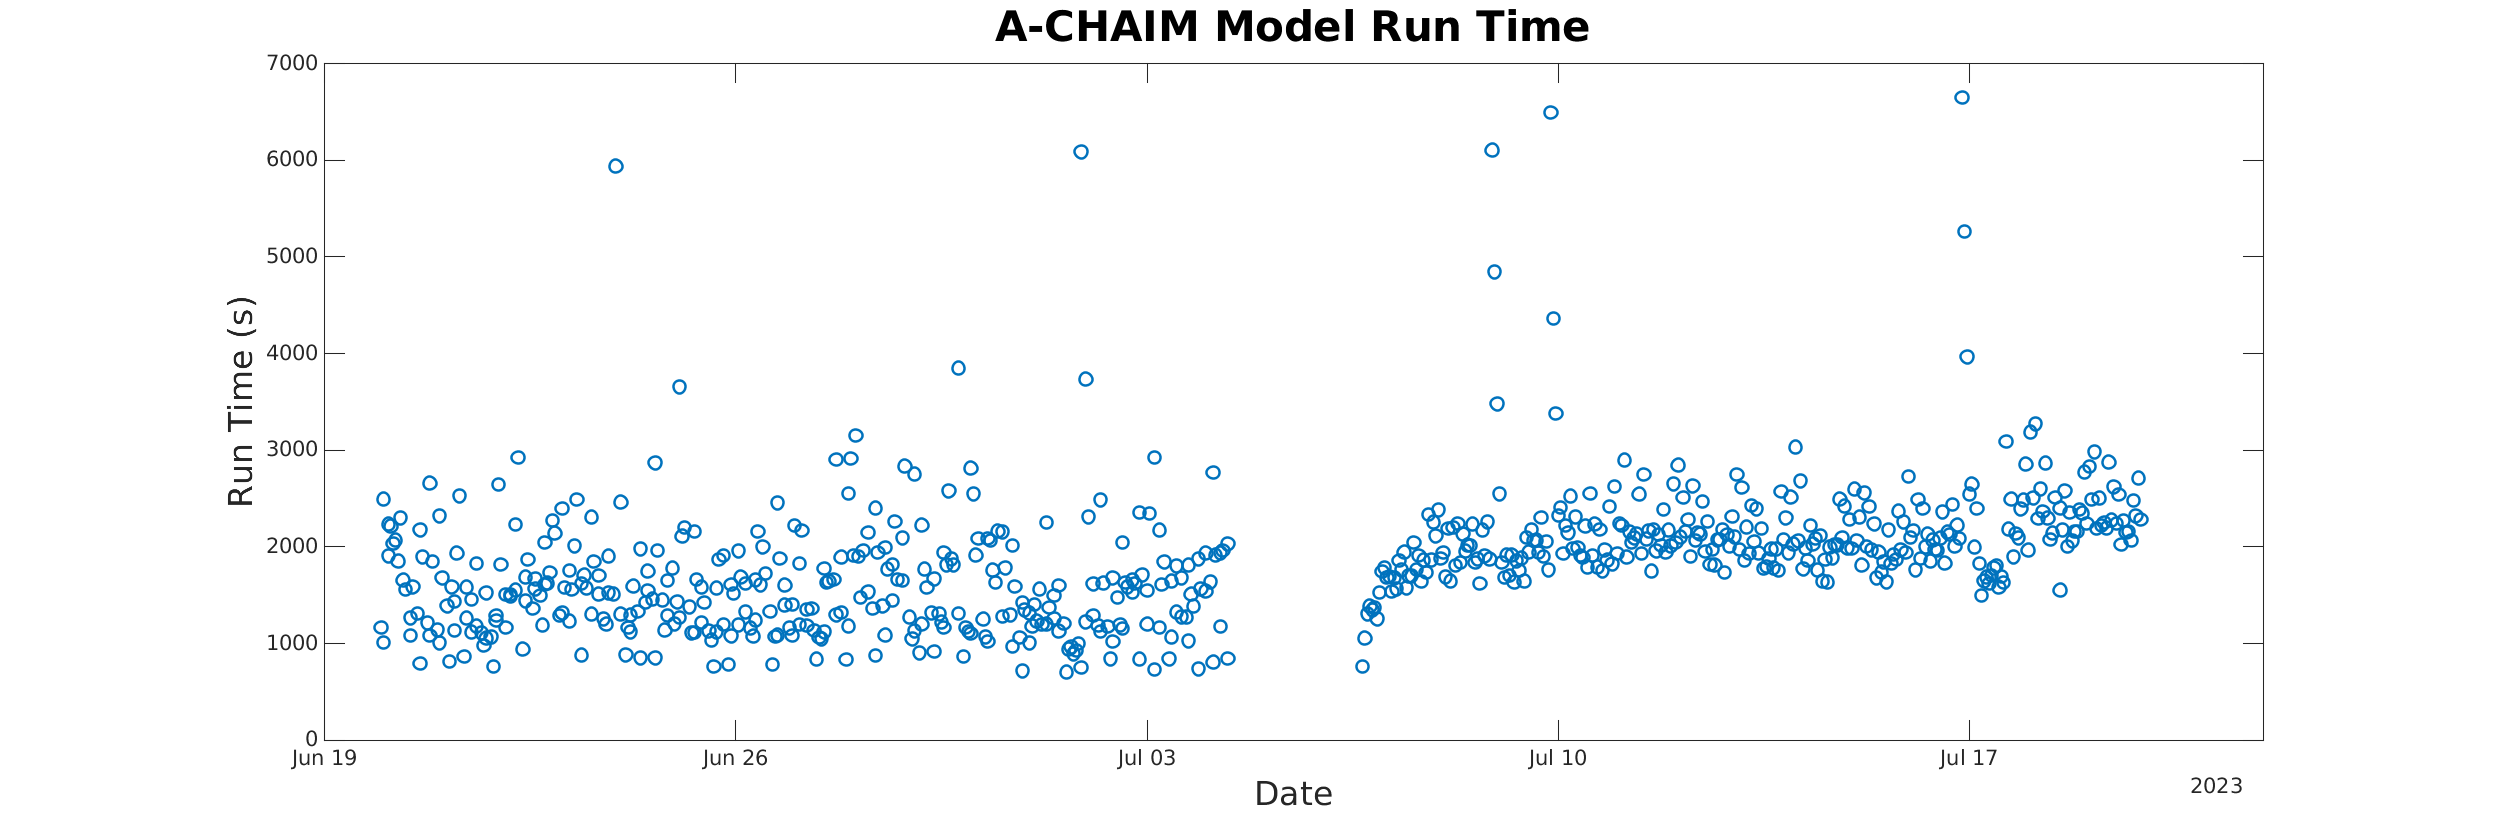 A-CHAIM Model Run Time
7000
6000
5000
4000
3000
2000
1000
0
Run Time (s)
Jun 19
Jun 26
Jul 03
Jul 10
Jul 17
2023
Date